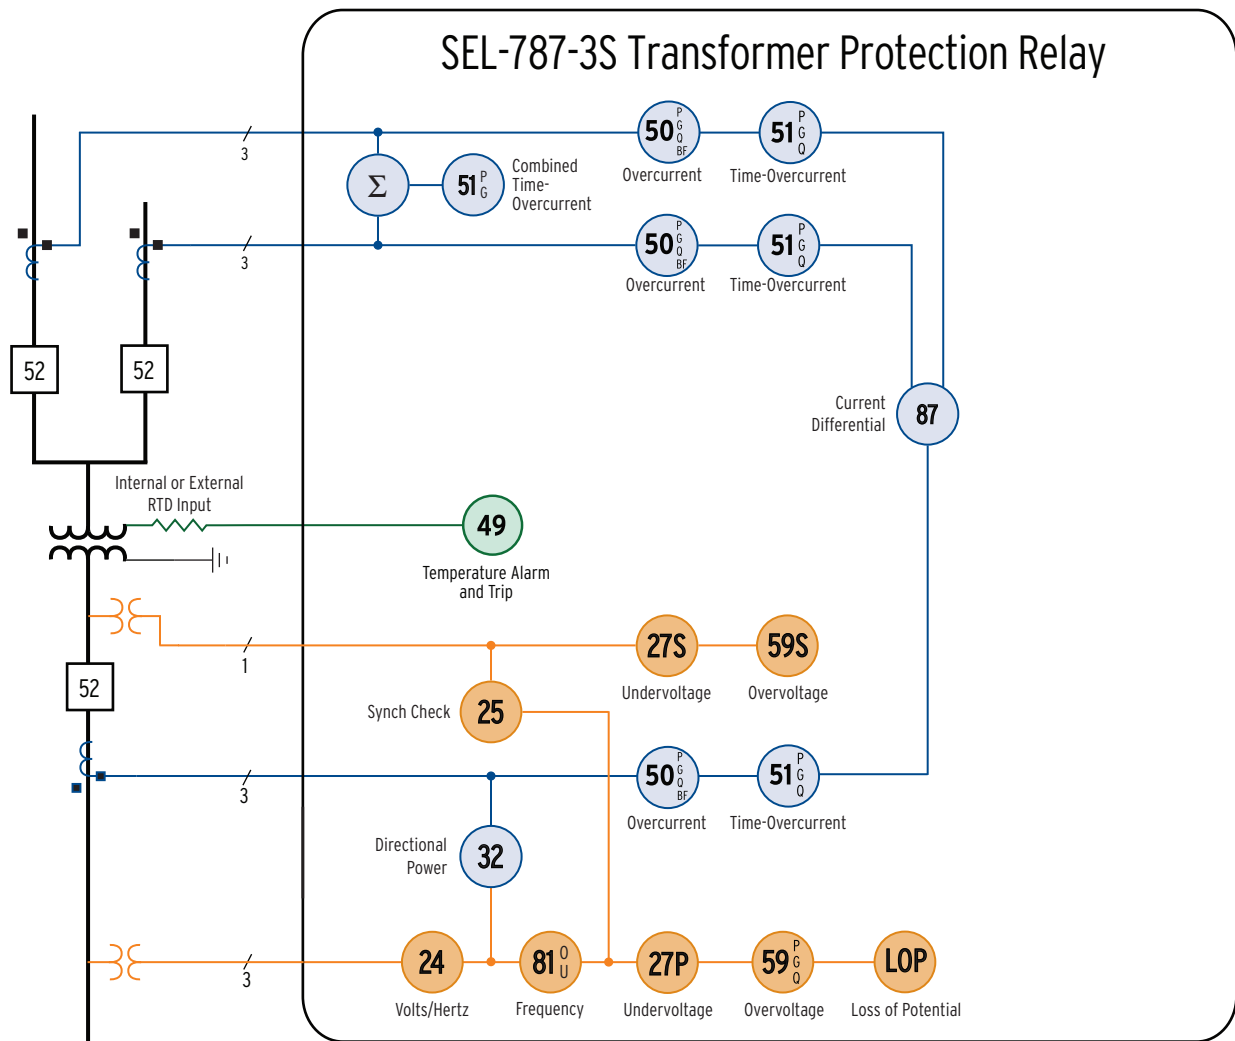 SEL-787-3S Transformer Protection Relay
3
50 P G Q BF
Overcurrent
51 P G Q
Time-Overcurrent
Σ
51 P G
Combined
Time-
Overcurrent
3
50 P G Q BF
Overcurrent
51 P G Q
Time-Overcurrent
52
52
Current
Differential
87
Internal or External
RTD Input
49
Temperature Alarm
and Trip
1
27S
Undervoltage
59S
Overvoltage
52
Synch Check
25
3
50 P G Q BF
Overcurrent
51 P G Q
Time-Overcurrent
Directional
Power
32
3
24
Volts/Hertz
81 O U
Frequency
27P
Undervoltage
59 P G Q
Overvoltage
LOP
Loss of Potential